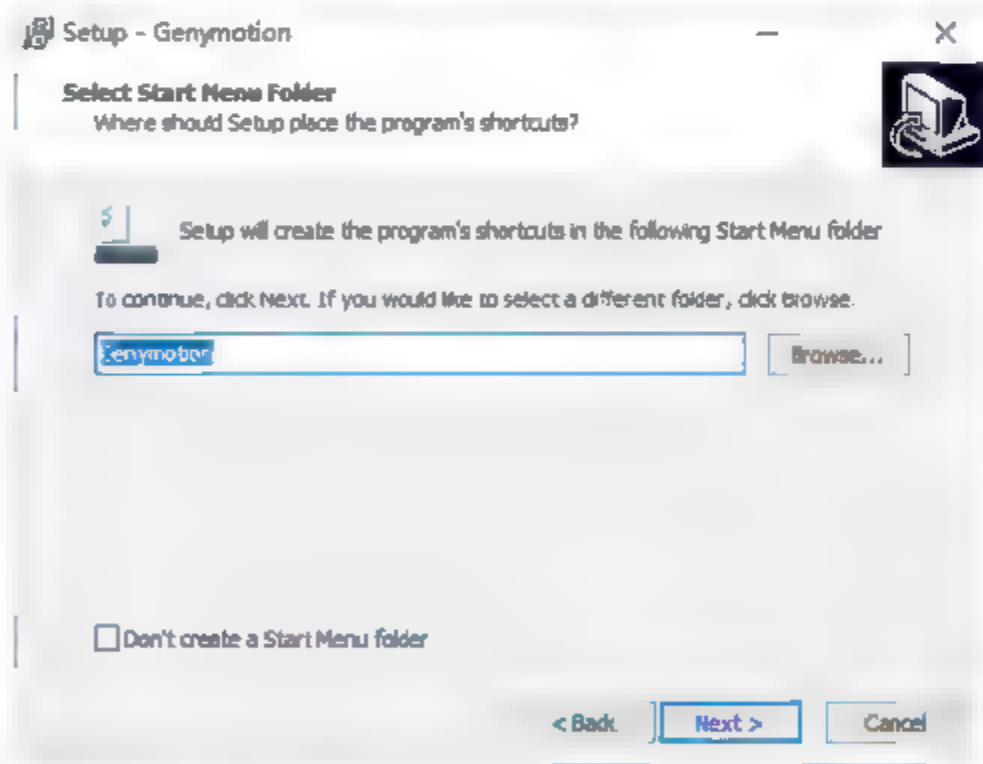 Setup - Genymotion
Select Start Menu Folder
Where should Setup place the program's shortcuts?
Setup will create the program's shortcuts in the following Start Menu folder
To continue, click Next. If you would like to select a different folder, click browse.
Genymotion
Browse...
Don't create a Start Menu folder
< Back
Next >
Cancel